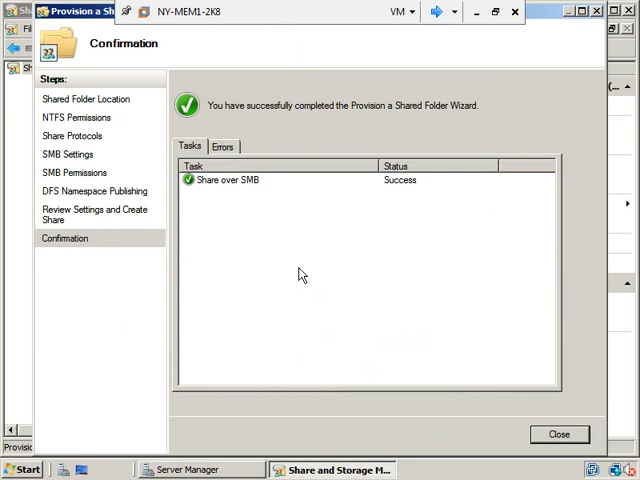 Provision a Sh
NY-MEM1-2K8
VM
Confirmation
Steps:
Shared Folder Location
NTFS Permissions
Share Protocols
SMB Settings
SMB Permissions
DFS Namespace Publishing
Review Settings and Create
Share
Confirmation
You have successfully completed the Provision a Shared Folder Wizard.
Tasks
Errors
Task
Status
Share over SMB
Success
Close
Provisio
Start
Server Manager
Share and Storage M...